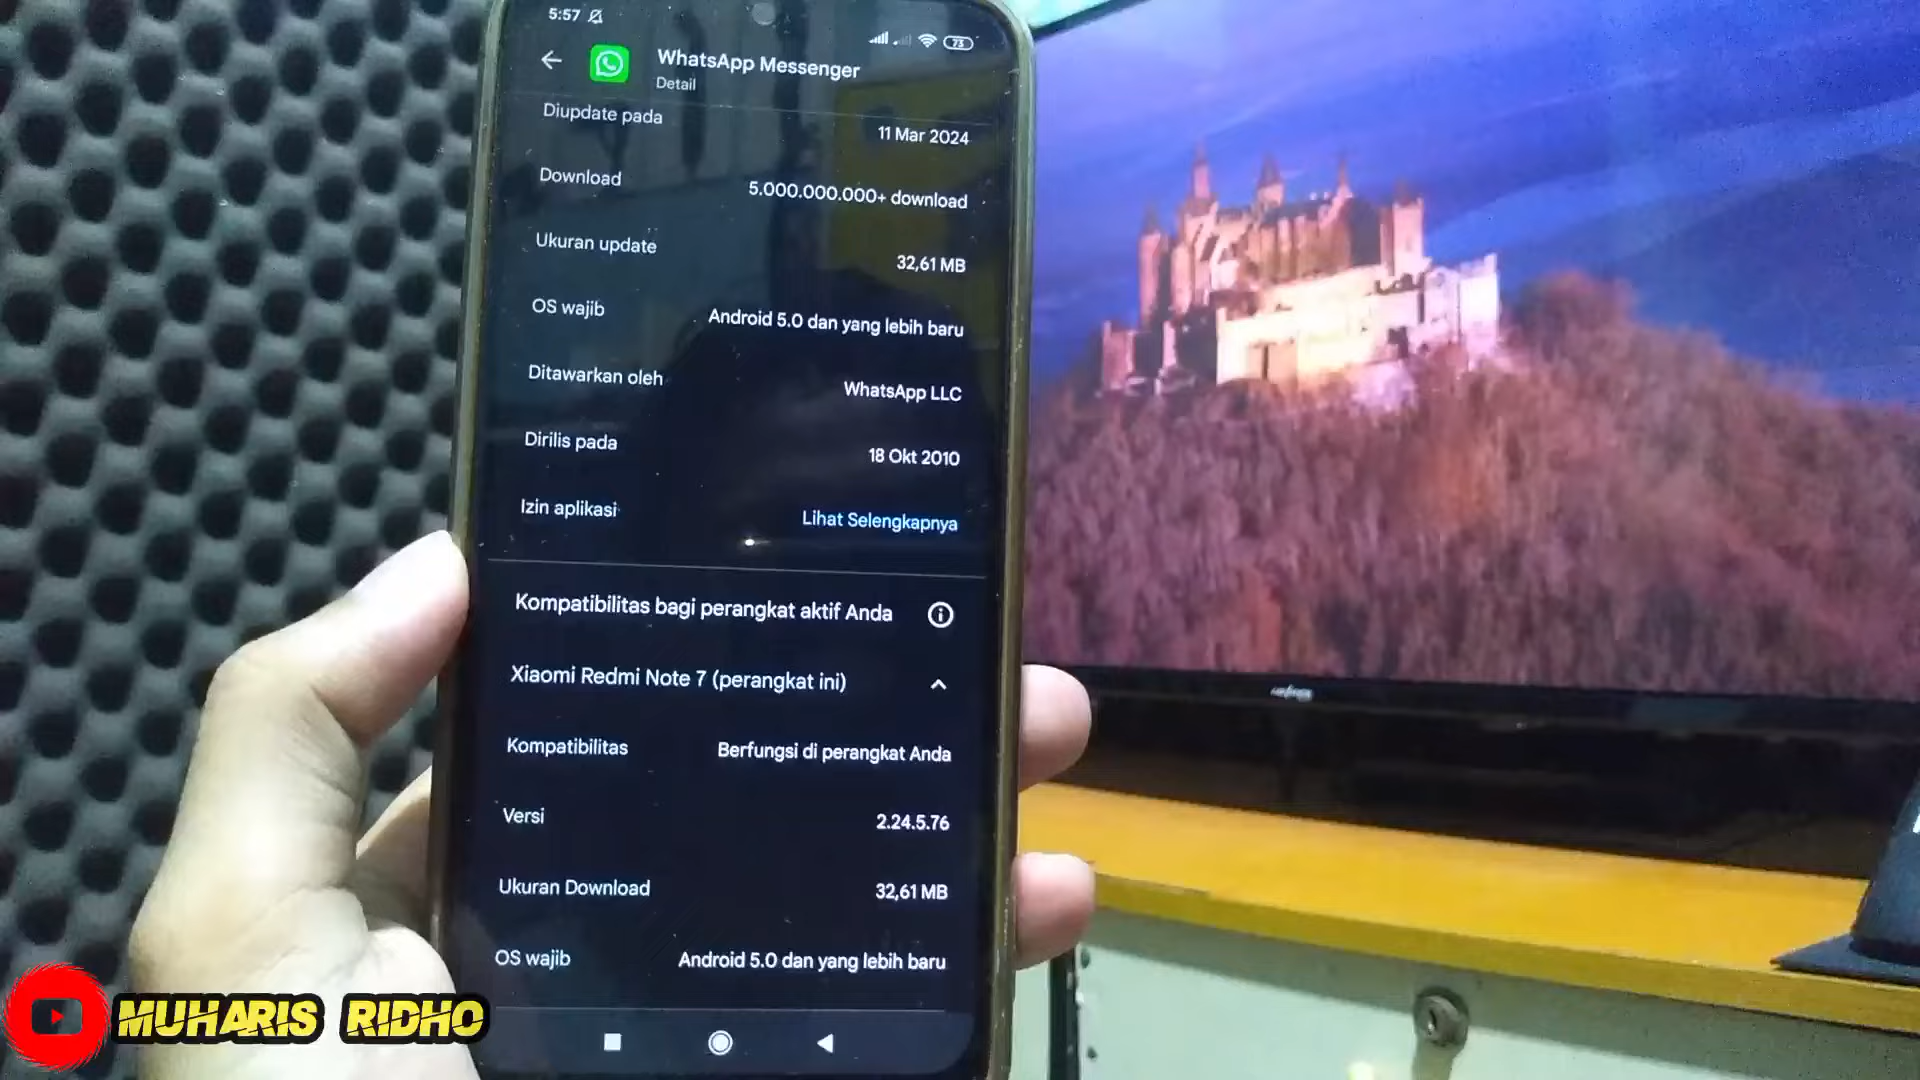 5:57
73
WhatsApp Messenger
Detail
Diupdate pada 11 Mar 2024
Download 5.000.000.000+ download
Ukuran update 32,61 MB
OS wajib Android 5.0 dan yang lebih baru
Ditawarkan oleh WhatsApp LLC
Dirilis pada 18 Okt 2010
Izin aplikasi Lihat Selengkapnya
Kompatibilitas bagi perangkat aktif Anda
Xiaomi Redmi Note 7 (perangkat ini)
Kompatibilitas Berfungsi di perangkat Anda
Versi 2.24.5.76
Ukuran Download 32,61 MB
OS wajib Android 5.0 dan yang lebih baru
MUHARIS RIDHO